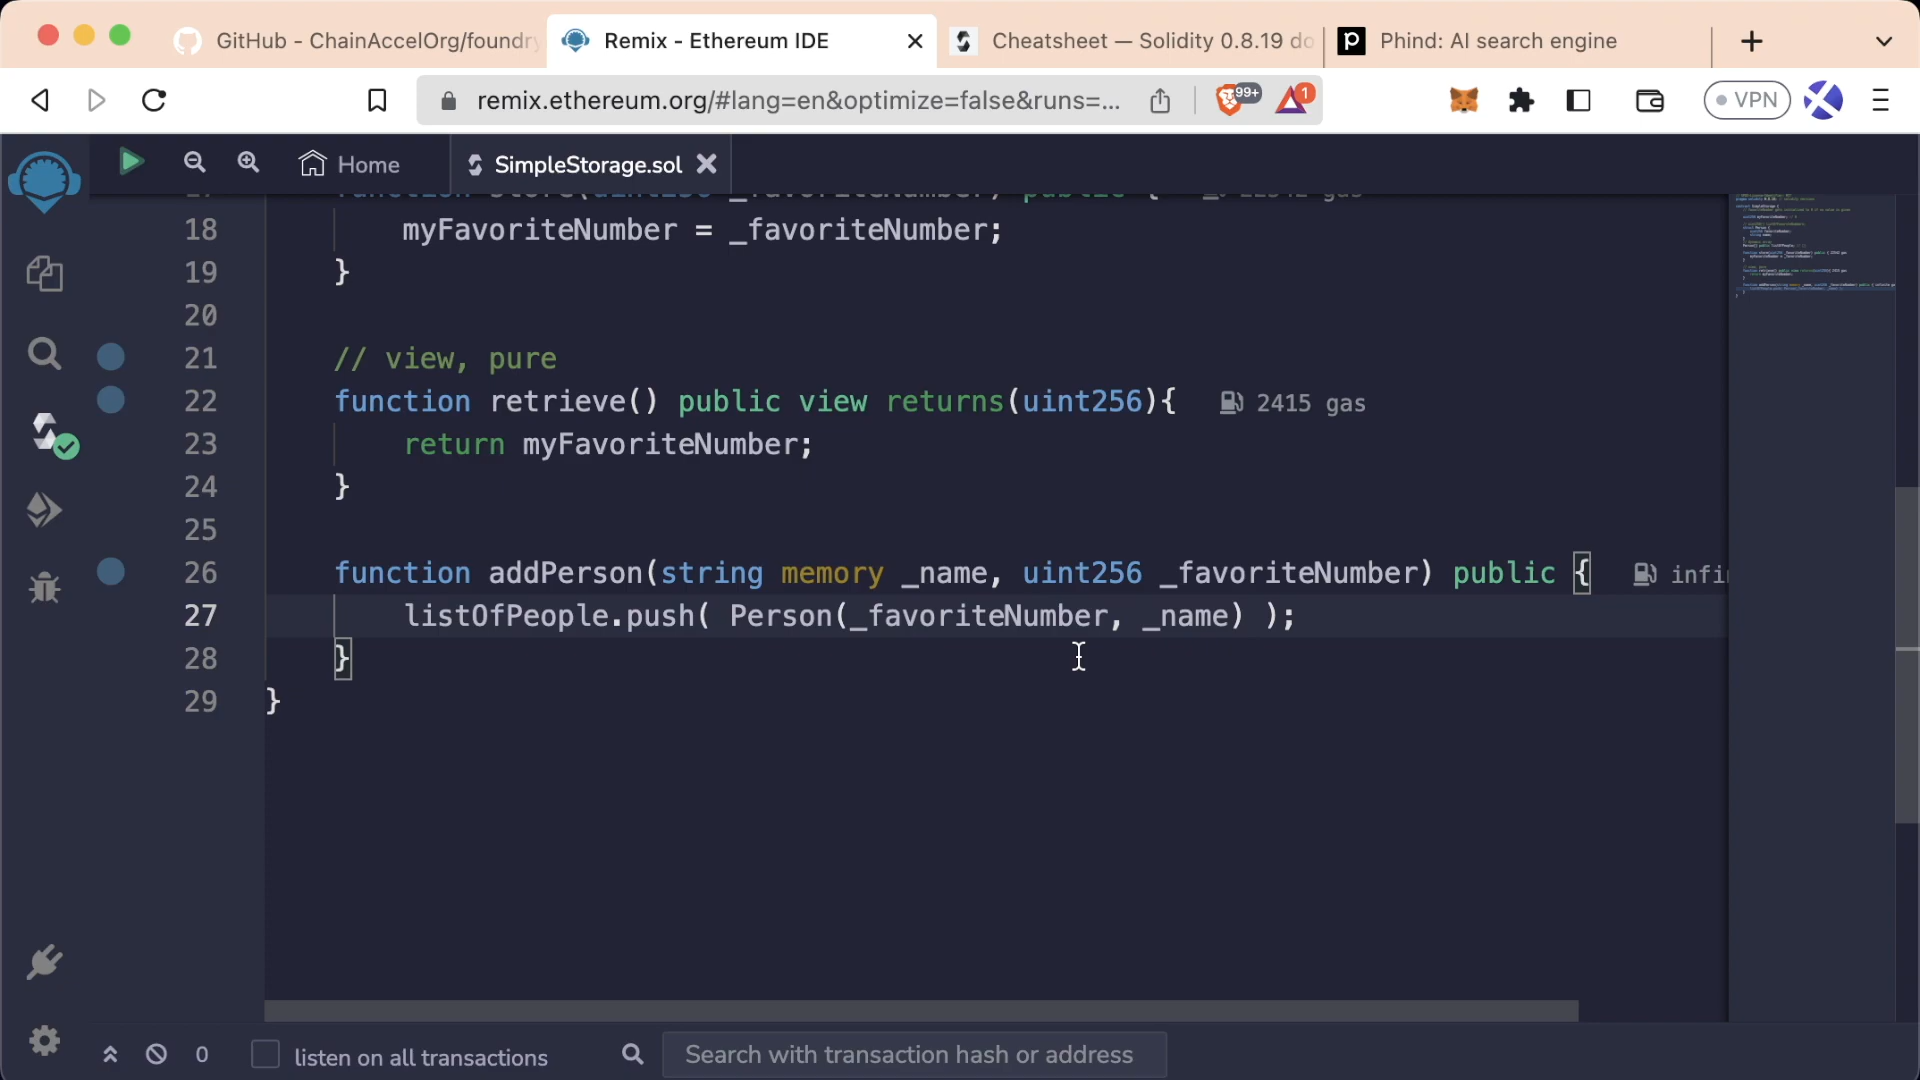 GitHub - ChainAccelOrg/foundry
Remix - Ethereum IDE
Cheatsheet — Solidity 0.8.19 do
Phind: AI search engine
remix.ethereum.org/#lang=en&optimize=false&runs=...
99+
1
VPN
Home
SimpleStorage.sol
18 myFavoriteNumber = _favoriteNumber;
19 }
20
21 // view, pure
22 function retrieve() public view returns(uint256){ 2415 gas
23 return myFavoriteNumber;
24 }
25
26 function addPerson(string memory _name, uint256 _favoriteNumber) public { infi
27 listOfPeople.push( Person(_favoriteNumber, _name) );
28 }
29 }
0
listen on all transactions
Search with transaction hash or address